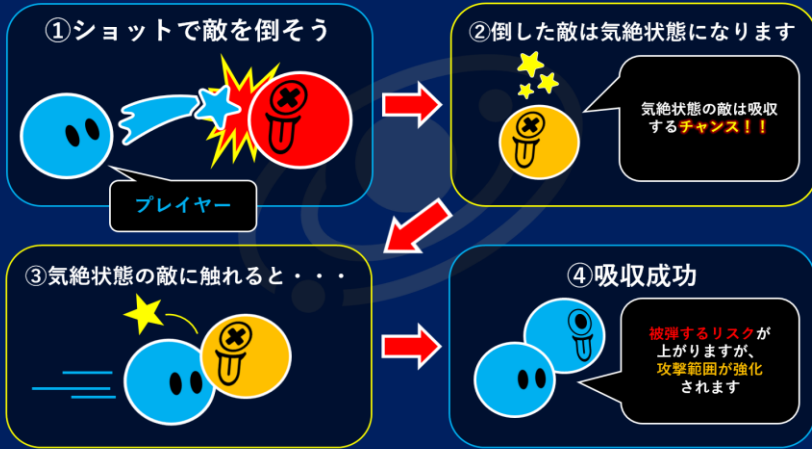 ①ショットで敵を倒そう
プレイヤー
②倒した敵は気絶状態になります
気絶状態の敵は吸収
するチャンス！！
③気絶状態の敵に触れると・・・
④吸収成功
被弾するリスクが
上がりますが、
攻撃範囲が強化
されます